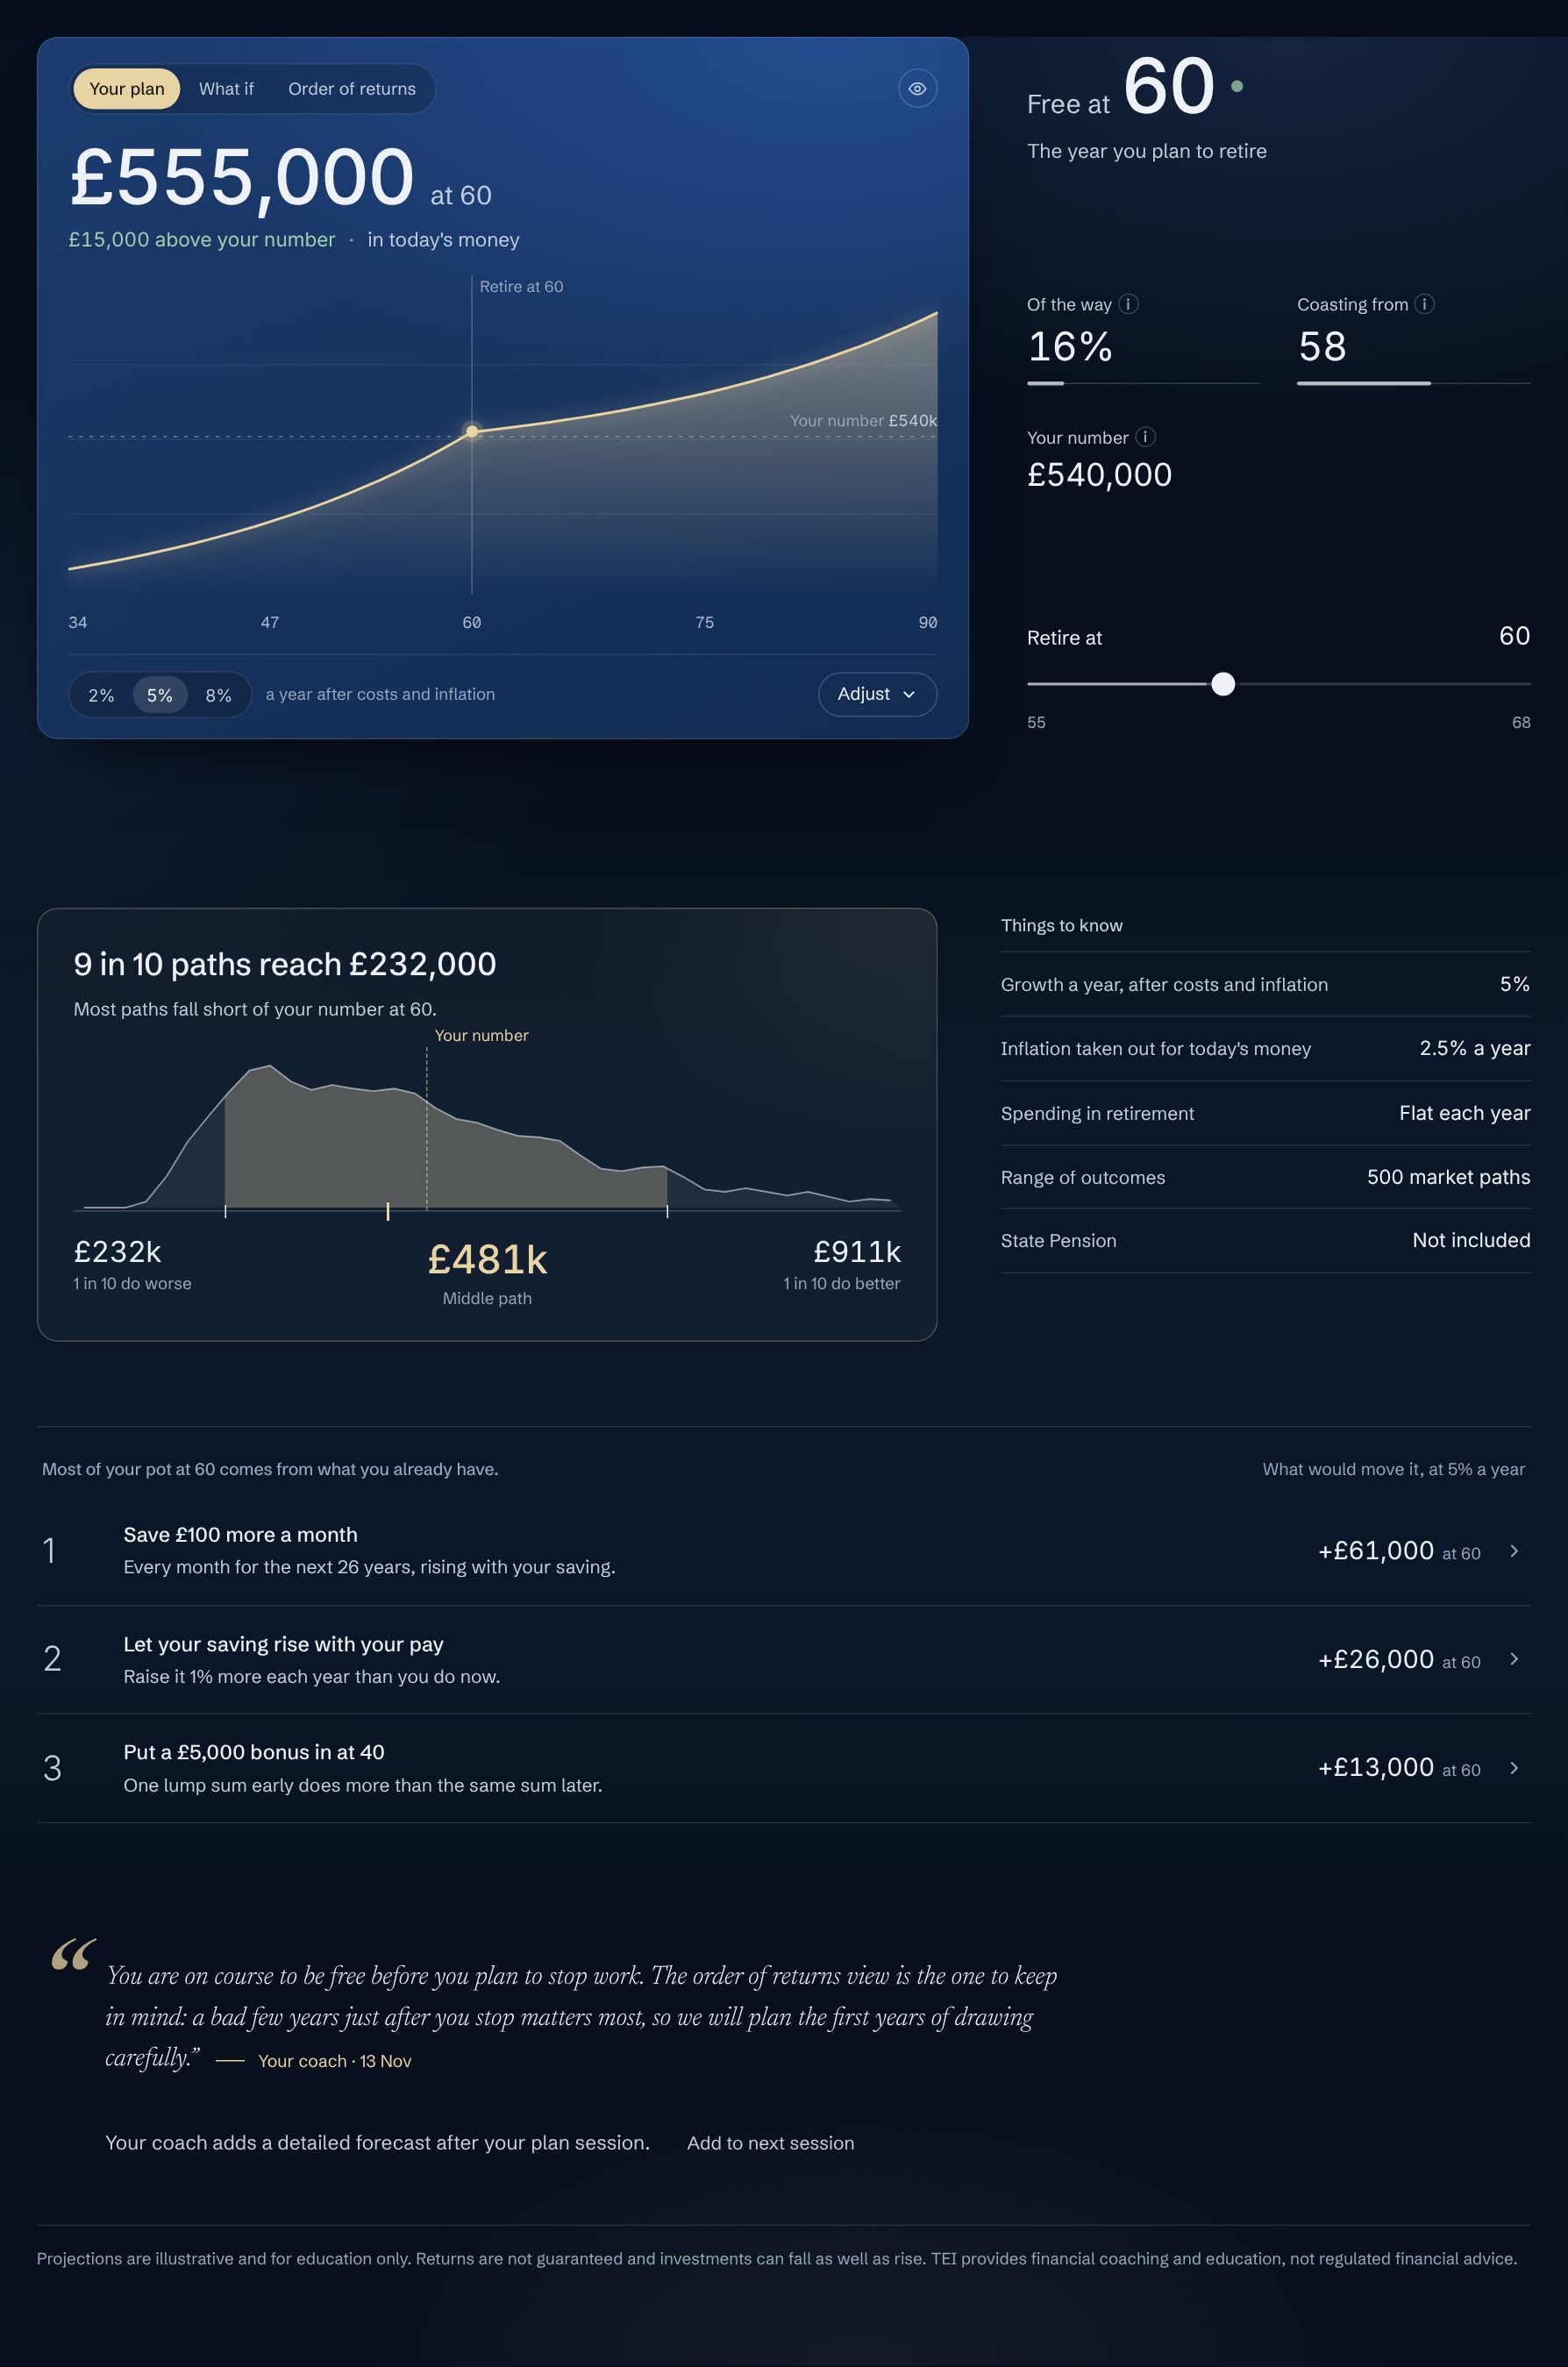 Your plan What if Order of returns
£555,000 at 60
£15,000 above your number · in today's money
Retire at 60
Your number £540k
34 47 60 75 90
2% 5% 8% a year after costs and inflation Adjust
Free at 60
The year you plan to retire
Of the way i Coasting from i
16% 58
Your number i
£540,000
Retire at 60
55 68
9 in 10 paths reach £232,000
Most paths fall short of your number at 60.
Your number
£232k £481k £911k
1 in 10 do worse Middle path 1 in 10 do better
Things to know
Growth a year, after costs and inflation 5%
Inflation taken out for today's money 2.5% a year
Spending in retirement Flat each year
Range of outcomes 500 market paths
State Pension Not included
Most of your pot at 60 comes from what you already have. What would move it, at 5% a year
1 Save £100 more a month
Every month for the next 26 years, rising with your saving.
+£61,000 at 60
2 Let your saving rise with your pay
Raise it 1% more each year than you do now.
+£26,000 at 60
3 Put a £5,000 bonus in at 40
One lump sum early does more than the same sum later.
+£13,000 at 60
“You are on course to be free before you plan to stop work. The order of returns view is the one to keep
in mind: a bad few years just after you stop matters most, so we will plan the first years of drawing
carefully.” — Your coach · 13 Nov
Your coach adds a detailed forecast after your plan session. Add to next session
Projections are illustrative and for education only. Returns are not guaranteed and investments can fall as well as rise. TEI provides financial coaching and education, not regulated financial advice.